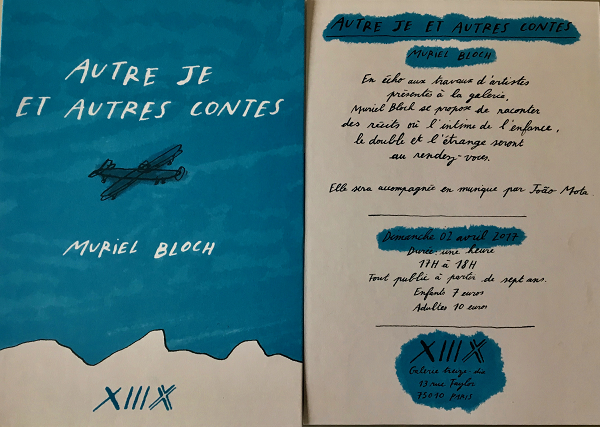 AUTRE JE
ET AUTRES CONTES
MURIEL BLOCH
XIIIX
AUTRE JE ET AUTRES CONTES
MURIEL BLOCH
En écho aux travaux d'artistes
présentés à la galerie,
Muriel Bloch se propose de raconter
des récits où l'intime de l'enfance,
le double et l'étrange seront
au rendez-vous.
Elle sera accompagnée en musique par João Mota.
Dimanche 02 avril 2017
Durée: une heure
17H à 18H
Tout public à partir de sept ans.
Enfants 7 euros
Adultes 10 euros
XIIIX
Galerie treize-dix
13 rue Taylor
75010 PARIS